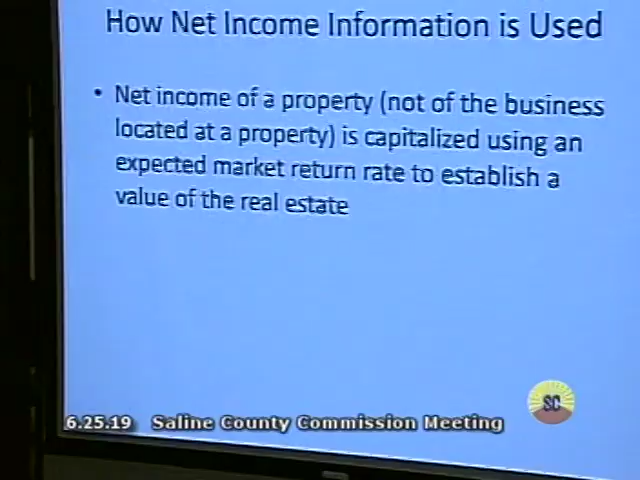 How Net Income Information is Used
• Net income of a property (not of the business
located at a property) is capitalized using an
expected market return rate to establish a
value of the real estate
SC
6.25.19 Saline County Commission Meeting